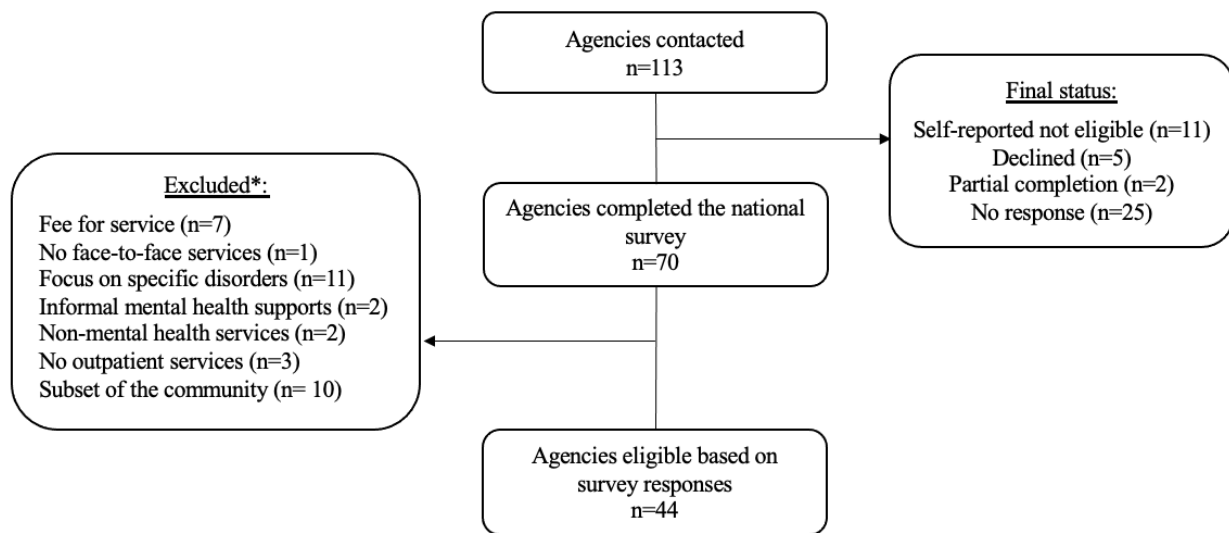 Agencies contacted
n=113
Final status:
Self-reported not eligible (n=11)
Declined (n=5)
Partial completion (n=2)
No response (n=25)
Excluded*:
Fee for service (n=7)
No face-to-face services (n=1)
Focus on specific disorders (n=11)
Informal mental health supports (n=2)
Non-mental health services (n=2)
No outpatient services (n=3)
Subset of the community (n= 10)
Agencies completed the national
survey
n=70
Agencies eligible based on
survey responses
n=44